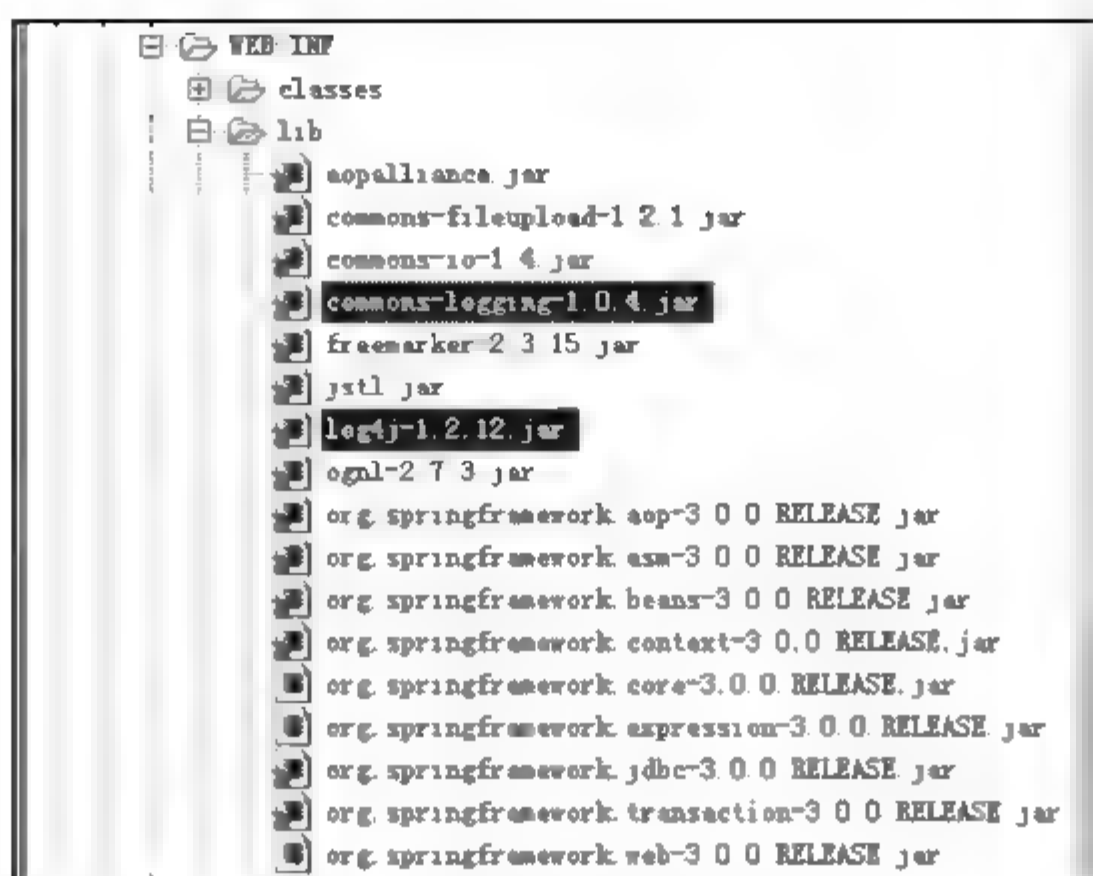 WEB-INF
classes
lib
aopalliance.jar
commons-fileupload-1.2.1.jar
commons-io-1.4.jar
commons-logging-1.0.4.jar
freemarker-2.3.15.jar
jstl.jar
log4j-1.2.12.jar
ognl-2.7.3.jar
org.springframework.aop-3.0.0.RELEASE.jar
org.springframework.asm-3.0.0.RELEASE.jar
org.springframework.beans-3.0.0.RELEASE.jar
org.springframework.context-3.0.0.RELEASE.jar
org.springframework.core-3.0.0.RELEASE.jar
org.springframework.expression-3.0.0.RELEASE.jar
org.springframework.jdbc-3.0.0.RELEASE.jar
org.springframework.transaction-3.0.0.RELEASE.jar
org.springframework.web-3.0.0.RELEASE.jar